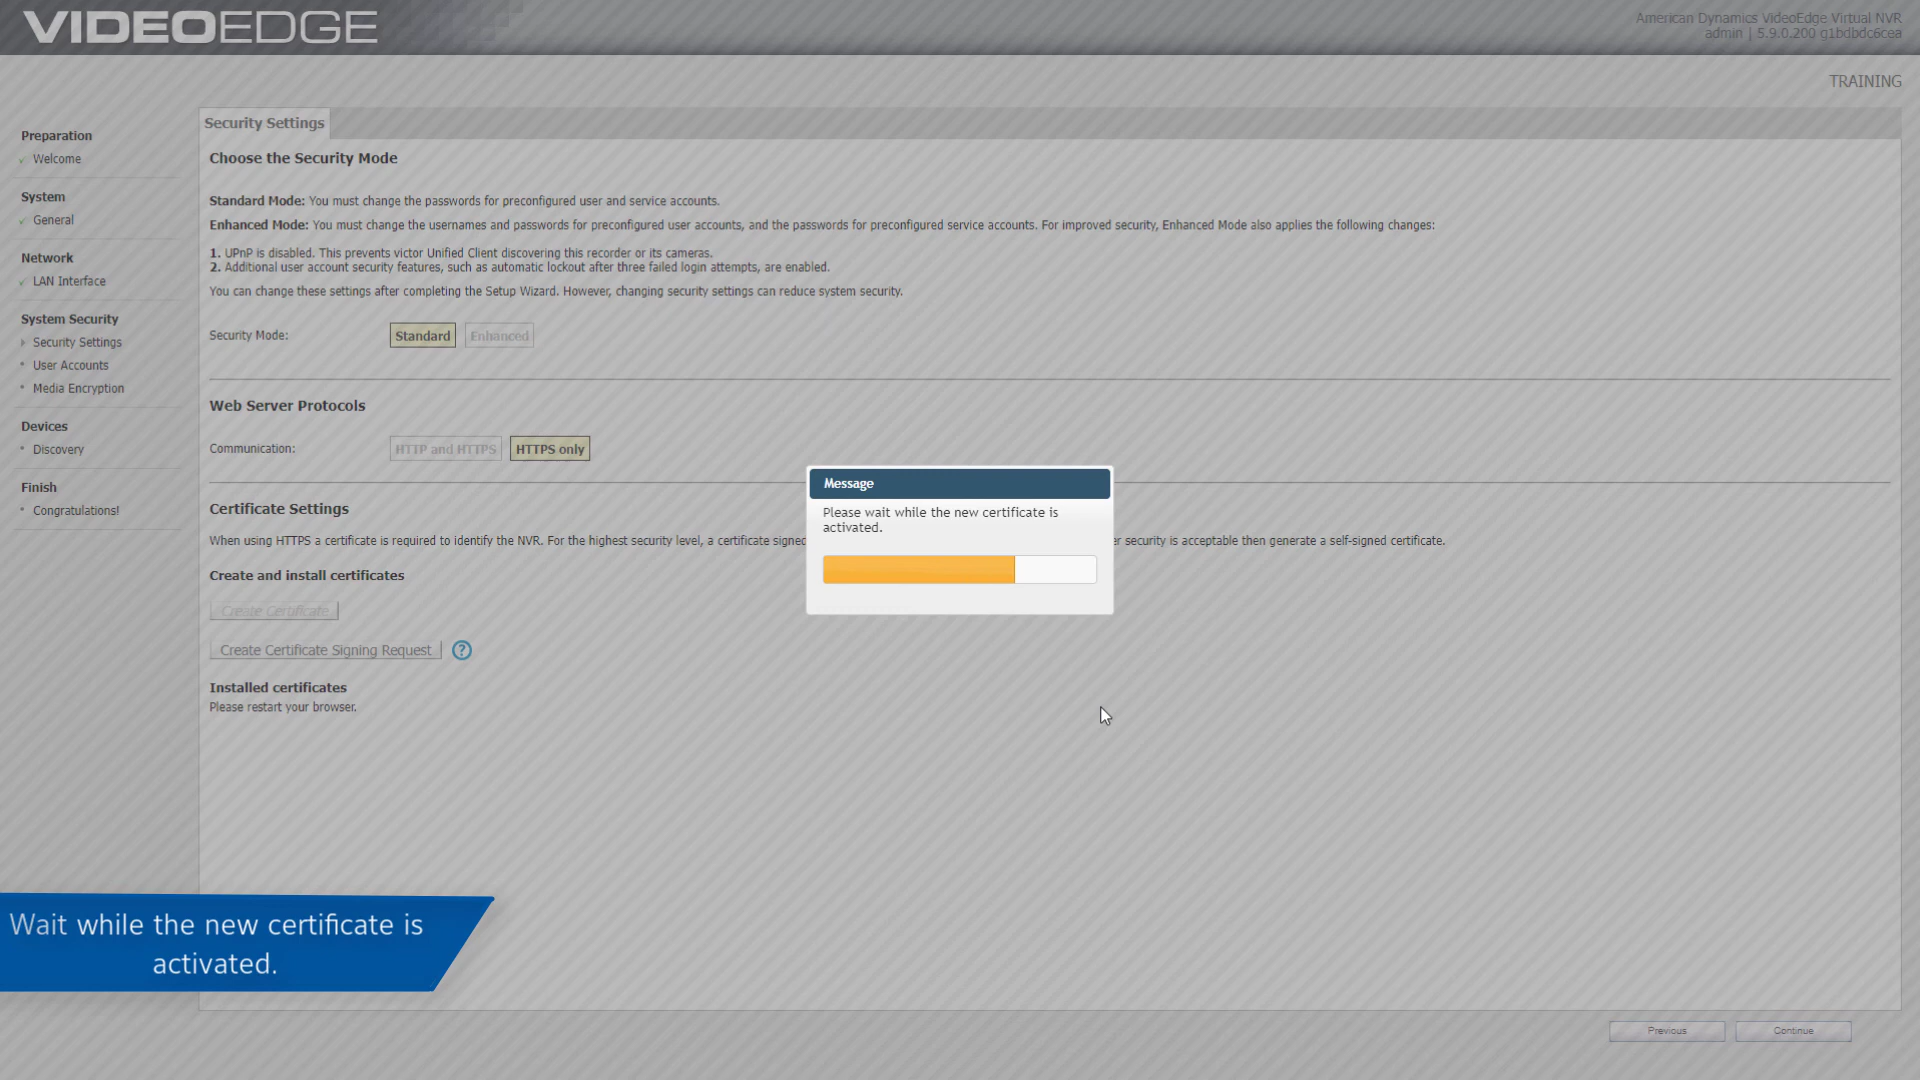 VIDEOEDGE
American Dynamics VideoEdge Virtual NVR
admin | 5.9.0.200 g1bdbdc6cea
TRAINING
Preparation
Welcome
System
General
Network
LAN Interface
System Security
Security Settings
User Accounts
Media Encryption
Devices
Discovery
Finish
Congratulations!
Security Settings
Choose the Security Mode
Standard Mode: You must change the passwords for preconfigured user and service accounts.
Enhanced Mode: You must change the usernames and passwords for preconfigured user accounts, and the passwords for preconfigured service accounts. For improved security, Enhanced Mode also applies the following changes:
1. UPnP is disabled. This prevents victor Unified Client discovering this recorder or its cameras.
2. Additional user account security features, such as automatic lockout after three failed login attempts, are enabled.
You can change these settings after completing the Setup Wizard. However, changing security settings can reduce system security.
Security Mode: Standard Enhanced
Web Server Protocols
Communication: HTTP and HTTPS HTTPS only
Certificate Settings
When using HTTPS a certificate is required to identify the NVR. For the highest security level, a certificate signed
security is acceptable then generate a self-signed certificate.
Create and install certificates
Create Certificate
Create Certificate Signing Request ?
Installed certificates
Please restart your browser.
Message
Please wait while the new certificate is
activated.
Wait while the new certificate is
activated.
Previous
Continue